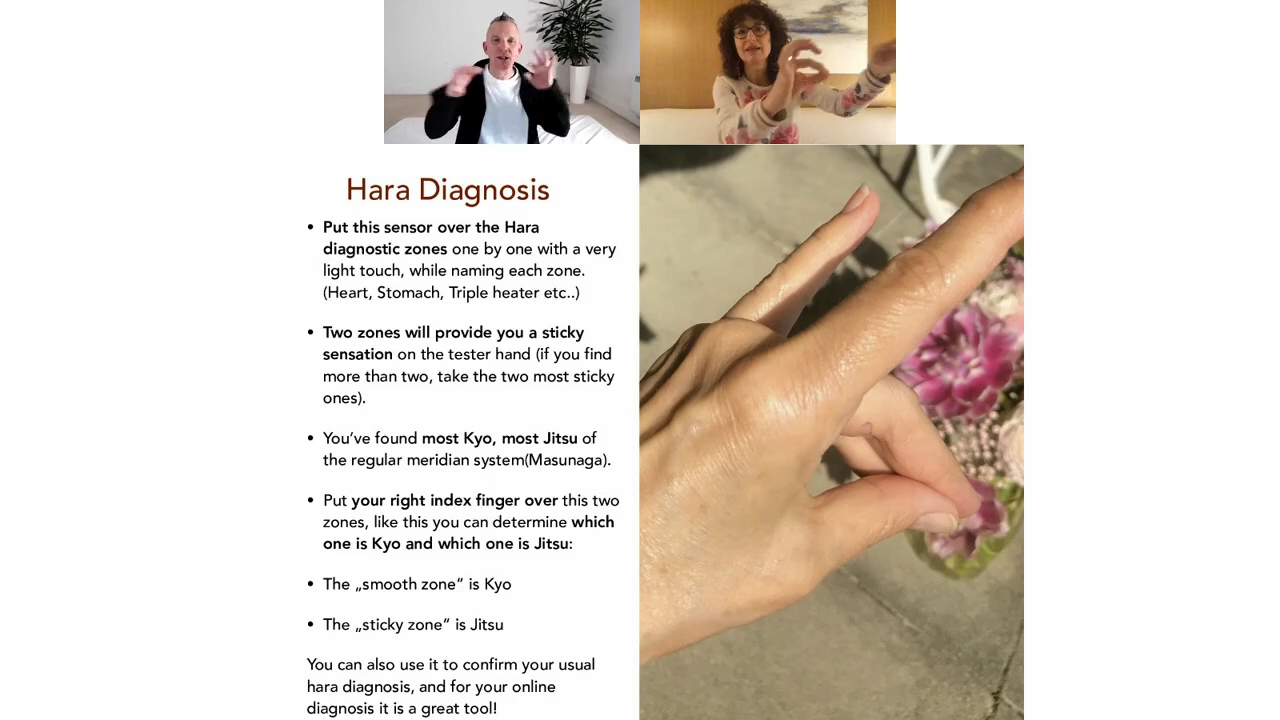 Hara Diagnosis
• Put this sensor over the Hara
diagnostic zones one by one with a very
light touch, while naming each zone.
(Heart, Stomach, Triple heater etc..)
• Two zones will provide you a sticky
sensation on the tester hand (if you find
more than two, take the two most sticky
ones).
• You’ve found most Kyo, most Jitsu of
the regular meridian system(Masunaga).
• Put your right index finger over this two
zones, like this you can determine which
one is Kyo and which one is Jitsu:
• The „smooth zone“ is Kyo
• The „sticky zone“ is Jitsu
You can also use it to confirm your usual
hara diagnosis, and for your online
diagnosis it is a great tool!